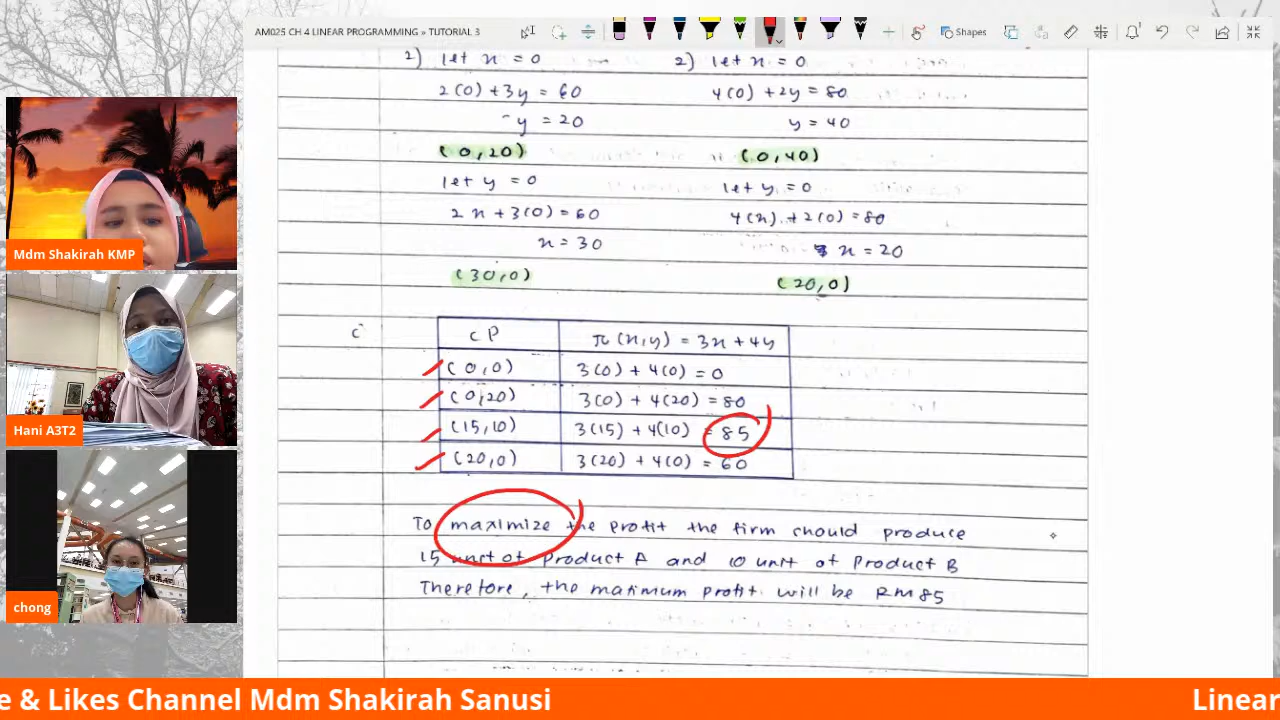 AM025 CH 4 LINEAR PROGRAMMING » TUTORIAL 3
Shapes
1) let x = 0
2(0) + 3y = 60
y = 20
(0,20)
let y = 0
2x + 3(0) = 60
x = 30
(30,0)
2) let x = 0
4(0) + 2y = 80
y = 40
(0,40)
let y = 0
4(x) + 2(0) = 80
x = 20
(20,0)
c
CP π(x,y) = 3x + 4y
(0,0) 3(0) + 4(0) = 0
(0,20) 3(0) + 4(20) = 80
(15,10) 3(15) + 4(10) = 85
(20,0) 3(20) + 4(0) = 60
To maximize the profit the firm should produce
15 unit of product A and 10 unit of product B
Therefore, the maximum profit will be RM85
Mdm Shakirah KMP
Hani A3T2
chong
e & Likes Channel Mdm Shakirah Sanusi
Linear